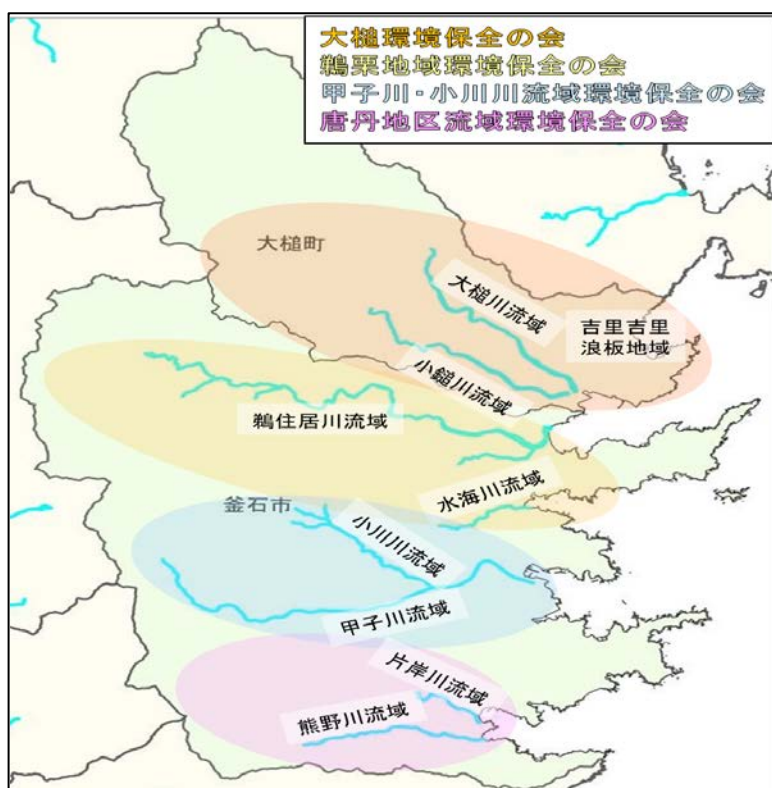 大槌環境保全の会
鵜栗地域環境保全の会
甲子川・小川川流域環境保全の会
唐丹地区流域環境保全の会
大槌町
大槌川流域
吉里吉里
浪板地域
小鎚川流域
鵜住居川流域
水海川流域
釜石市
小川川流域
甲子川流域
片岸川流域
熊野川流域